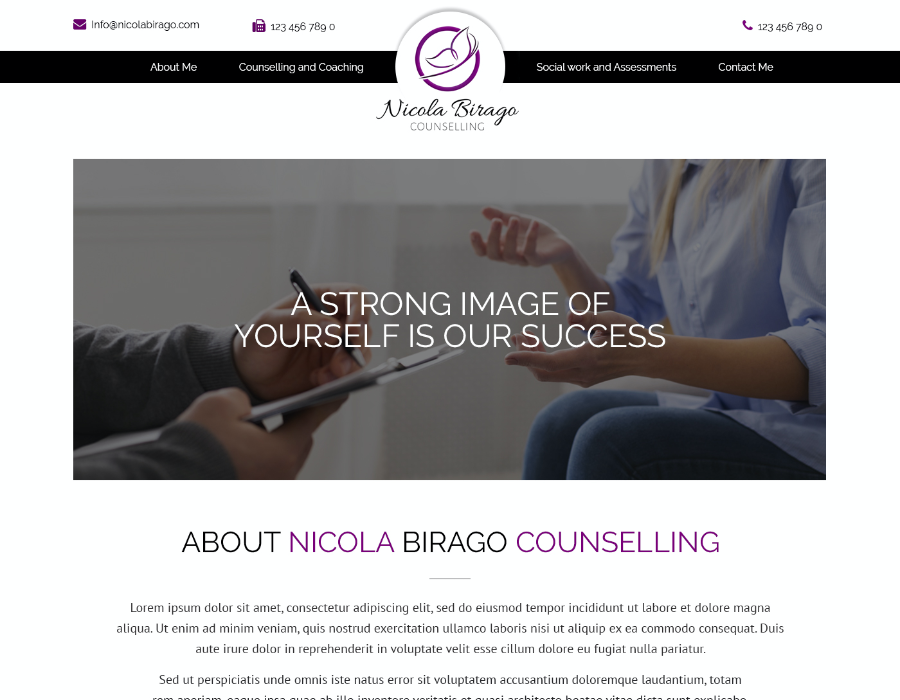 Info@nicolabirago.com
123 456 789 0
123 456 789 0
About Me
Counselling and Coaching
Social work and Assessments
Contact Me
Nicola Birago
COUNSELLING
A STRONG IMAGE OF
YOURSELF IS OUR SUCCESS
ABOUT NICOLA BIRAGO COUNSELLING
Lorem ipsum dolor sit amet, consectetur adipiscing elit, sed do eiusmod tempor incididunt ut labore et dolore magna
aliqua. Ut enim ad minim veniam, quis nostrud exercitation ullamco laboris nisi ut aliquip ex ea commodo consequat. Duis
aute irure dolor in reprehenderit in voluptate velit esse cillum dolore eu fugiat nulla pariatur.
Sed ut perspiciatis unde omnis iste natus error sit voluptatem accusantium doloremque laudantium, totam